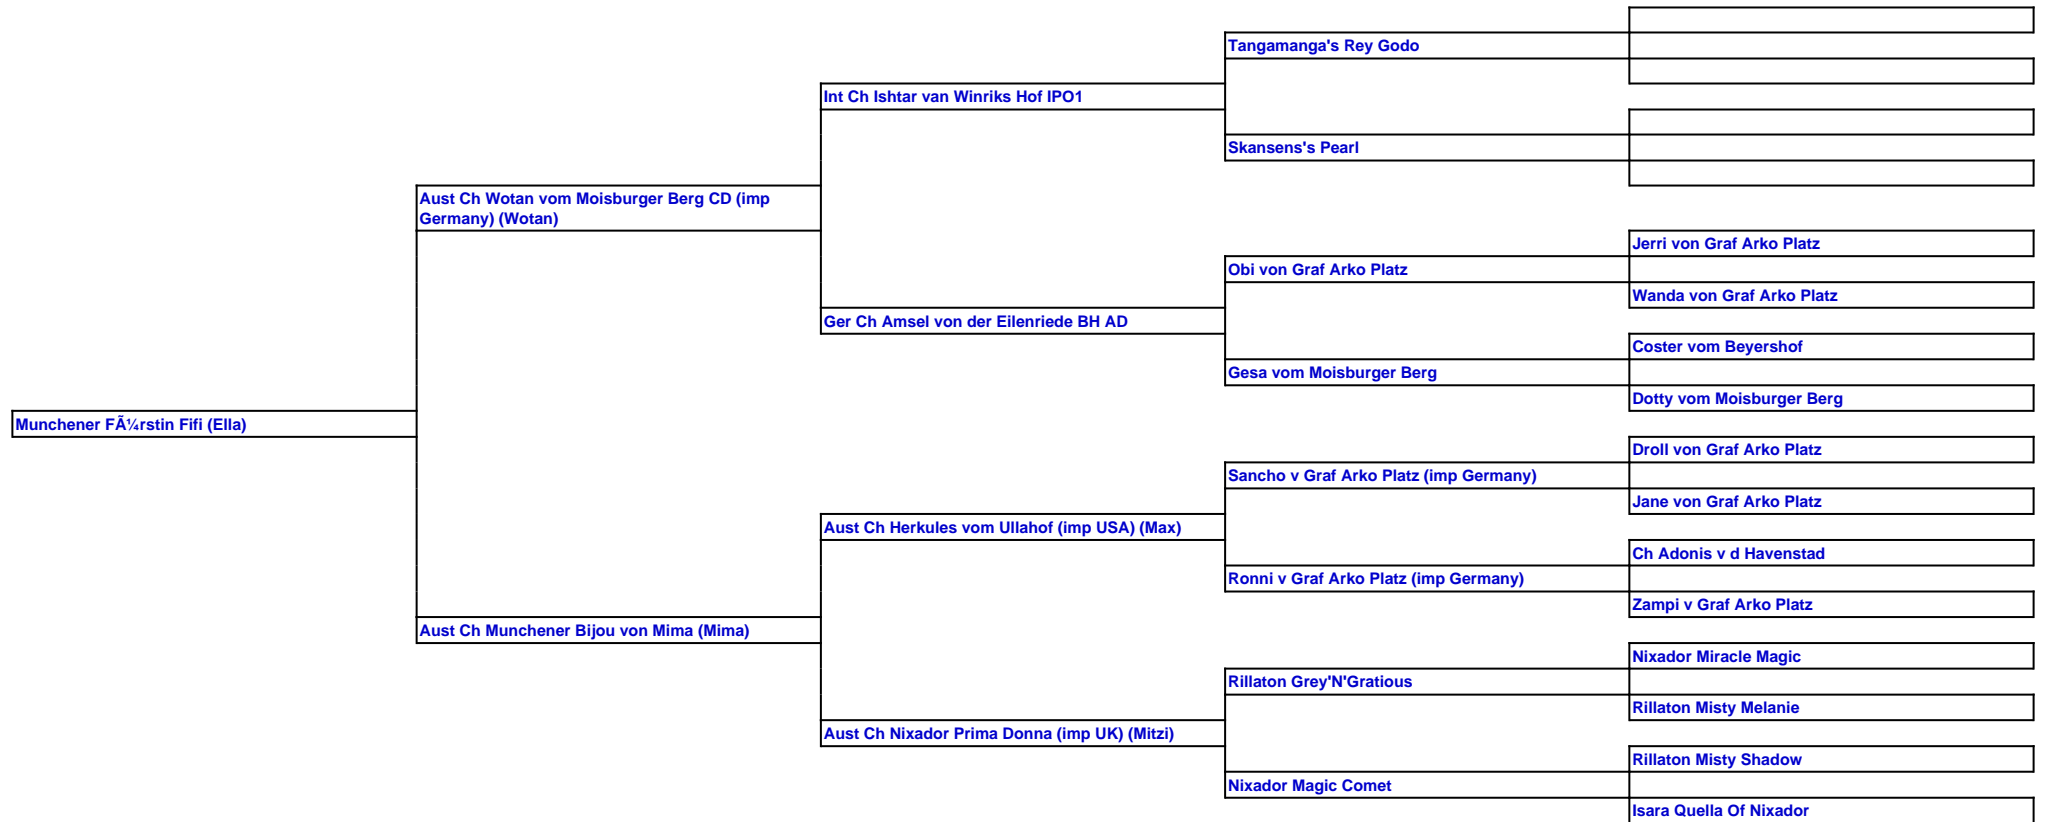 Tangamanga's Rey Godo
Int Ch Ishtar van Winriks Hof IPO1
Skansens's Pearl
Aust Ch Wotan vom Moisburger Berg CD (imp
Germany) (Wotan)
Jerri von Graf Arko Platz
Obi von Graf Arko Platz
Wanda von Graf Arko Platz
Ger Ch Amsel von der Eilenriede BH AD
Coster vom Beyershof
Gesa vom Moisburger Berg
Dotty vom Moisburger Berg
Munchener FÃ¼rstin Fifi (Ella)
Droll von Graf Arko Platz
Sancho v Graf Arko Platz (imp Germany)
Jane von Graf Arko Platz
Aust Ch Herkules vom Ullahof (imp USA) (Max)
Ch Adonis v d Havenstad
Ronni v Graf Arko Platz (imp Germany)
Zampi v Graf Arko Platz
Aust Ch Munchener Bijou von Mima (Mima)
Nixador Miracle Magic
Rillaton Grey'N'Gratious
Rillaton Misty Melanie
Aust Ch Nixador Prima Donna (imp UK) (Mitzi)
Rillaton Misty Shadow
Nixador Magic Comet
Isara Quella Of Nixador